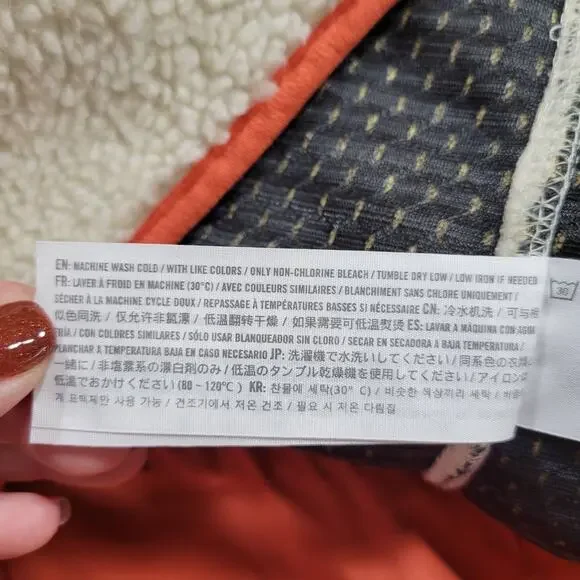 EN: MACHINE WASH COLD / WITH LIKE COLORS / ONLY NON-CHLORINE BLEACH / TUMBLE DRY LOW / LOW IRON IF NEEDED
FR: LAVER À FROID EN MACHINE (30°C) / AVEC COULEURS SIMILAIRES / BLANCHIMENT SANS CHLORE UNIQUEMENT /
SÉCHER À LA MACHINE CYCLE DOUX / REPASSAGE À TEMPÉRATURES BASSES SI NÉCESSAIRE CN: 冷水机洗 / 可与相
似色同洗 / 仅允许非氯漂 / 低温翻转干燥 / 如果需要可低温熨烫 ES: LAVAR A MÁQUINA CON AGUA
FRÍA / CON COLORES SIMILARES / SÓLO USAR BLANQUEADOR SIN CLORO / SECAR EN SECADORA A BAJA TEMPERATURA /
PLANCHAR A TEMPERATURA BAJA EN CASO NECESARIO JP: 洗濯機で水洗いしてください / 同系色の衣類
一緒に / 非塩素系の漂白剤のみ / 低温のタンブル乾燥機を使用してください / アイロン
低温でおかけください (80 ~ 120℃ ) KR: 찬물에 세탁(30° C) / 비슷한 색상끼리 세탁 / 비염소
계 표백제만 사용 가능 / 건조기에서 저온 건조 / 필요 시 저온 다림질
30